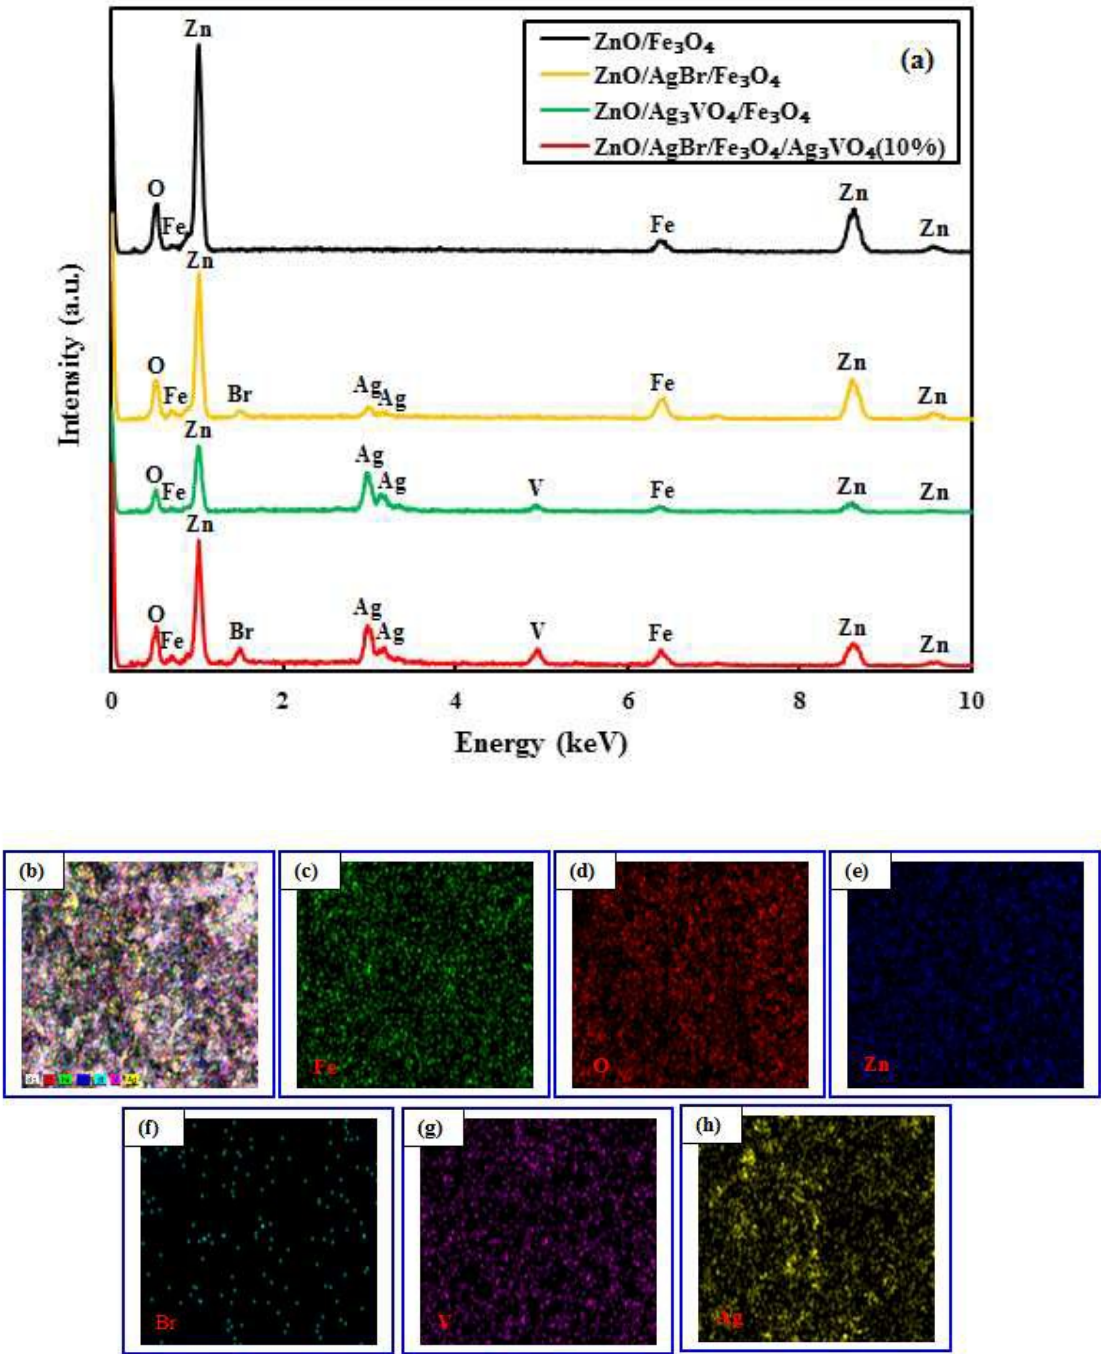 Zn
ZnO/Fe₃O₄
ZnO/AgBr/Fe₃O₄
ZnO/Ag₃VO₄/Fe₃O₄
ZnO/AgBr/Fe₃O₄/Ag₃VO₄(10%)
(a)
O
Fe
Fe
Zn
Zn
Zn
O
Fe
Br
Ag
Ag
Fe
Zn
Zn
Zn
O
Fe
Ag
Ag
V
Fe
Zn
Zn
Zn
O
Fe
Br
Ag
Ag
V
Fe
Zn
Zn
Intensity (a.u.)
0 2 4 6 8 10
Energy (keV)
(b)
(c)
Fe
(d)
O
(e)
Zn
(f)
Br
(g)
V
(h)
Ag